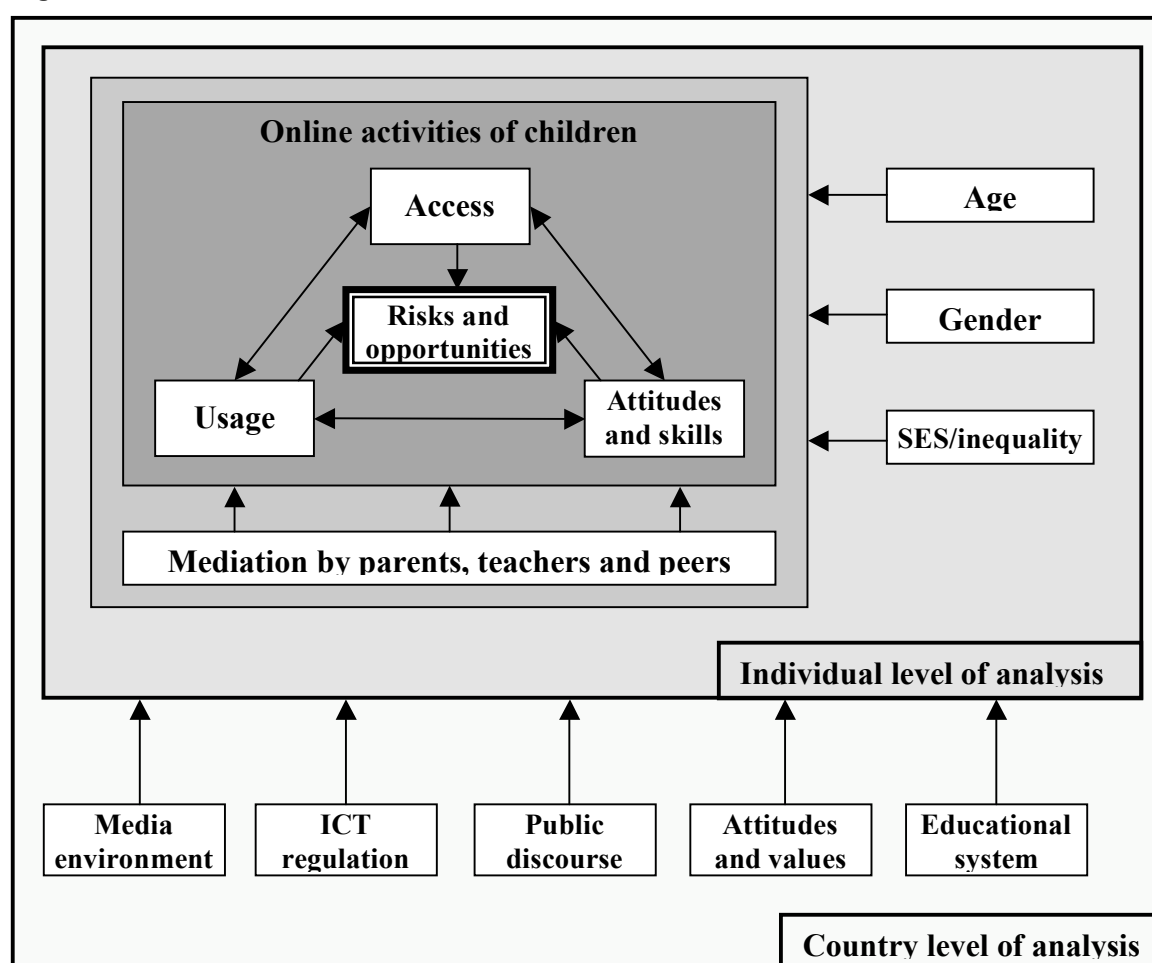 Online activities of children
Access
Risks and
opportunities
Usage
Attitudes
and skills
Mediation by parents, teachers and peers
Age
Gender
SES/inequality
Individual level of analysis
Media
environment
ICT
regulation
Public
discourse
Attitudes
and values
Educational
system
Country level of analysis